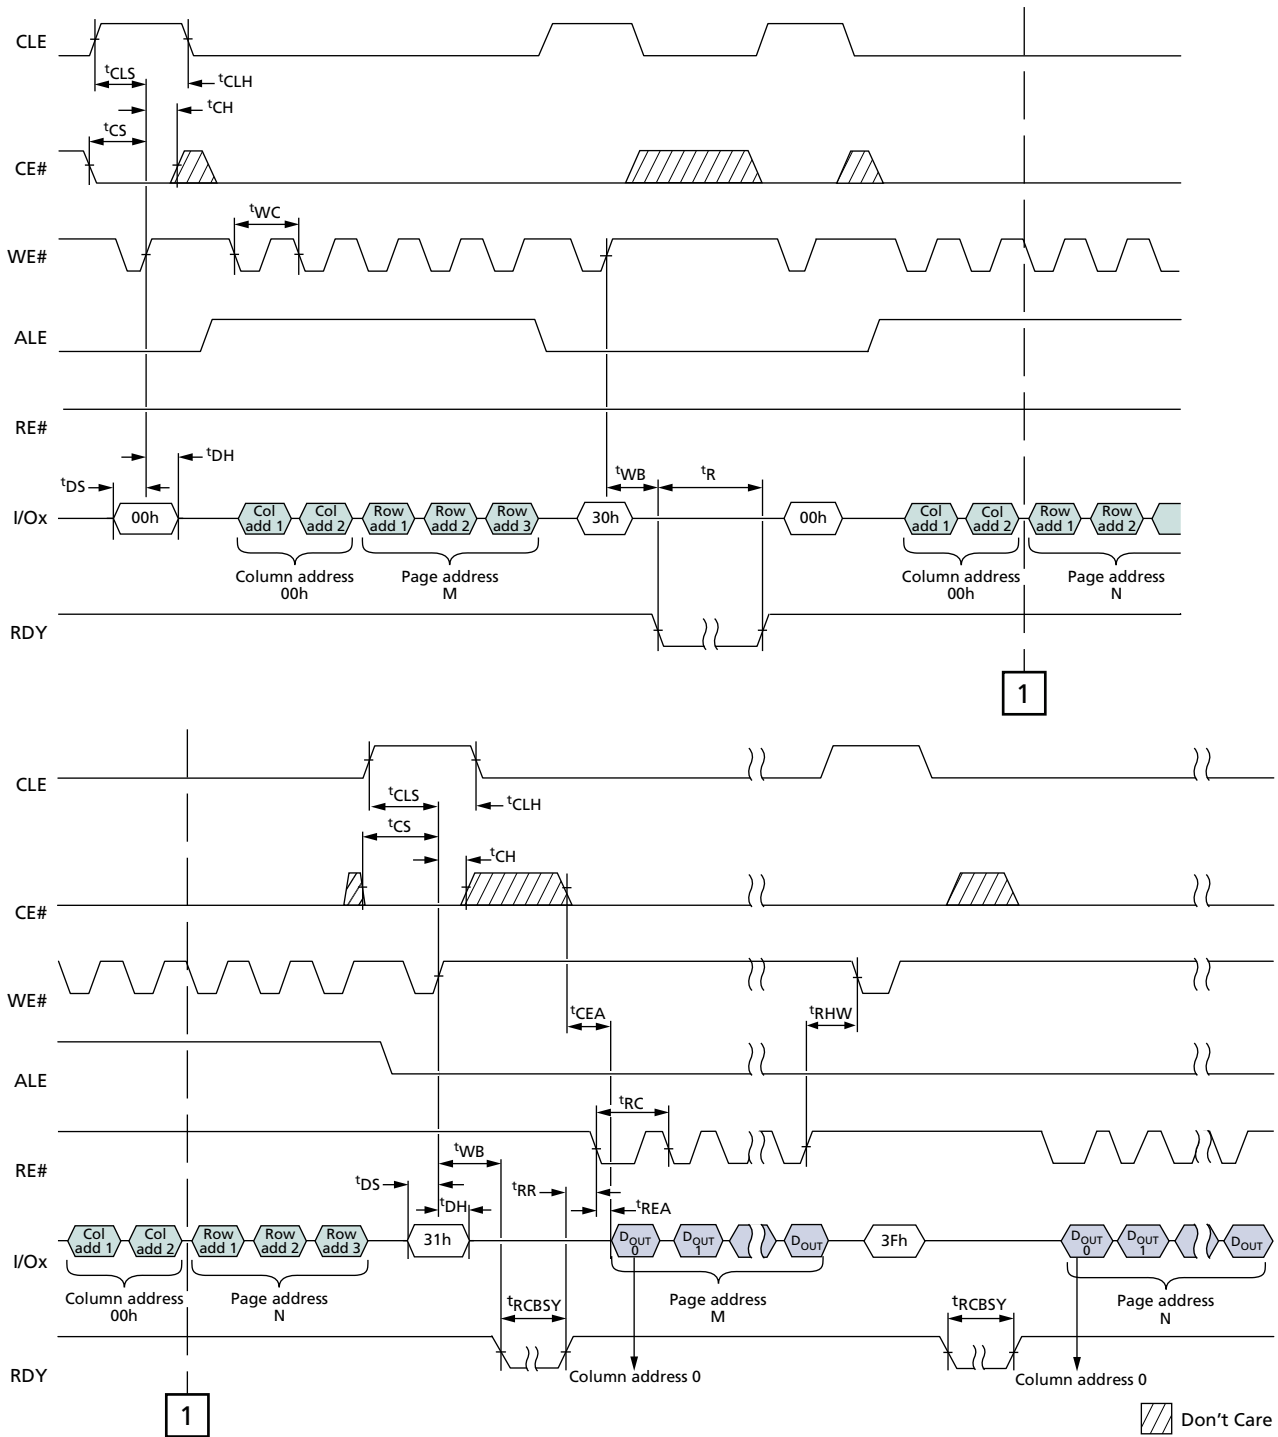 CLE
tCLS
tCLH
tCH
tCS
CE#
tWC
WE#
ALE
RE#
tDH
tDS
tWB
tR
I/Ox
00h
Col add 1
Col add 2
Row add 1
Row add 2
Row add 3
30h
00h
Col add 1
Col add 2
Row add 1
Row add 2
Column address 00h
Page address M
Column address 00h
Page address N
RDY
1
CLE
tCLS
tCLH
tCS
tCH
CE#
WE#
tCEA
tRHW
ALE
tRC
RE#
tWB
tDS
tRR
tDH
tREA
I/Ox
Col add 1
Col add 2
Row add 1
Row add 2
Row add 3
31h
DOUT 0
DOUT 1
DOUT
3Fh
DOUT 0
DOUT 1
DOUT
Column address 00h
Page address N
tRCBSY
Page address M
tRCBSY
Page address N
RDY
Column address 0
Column address 0
1
Don't Care